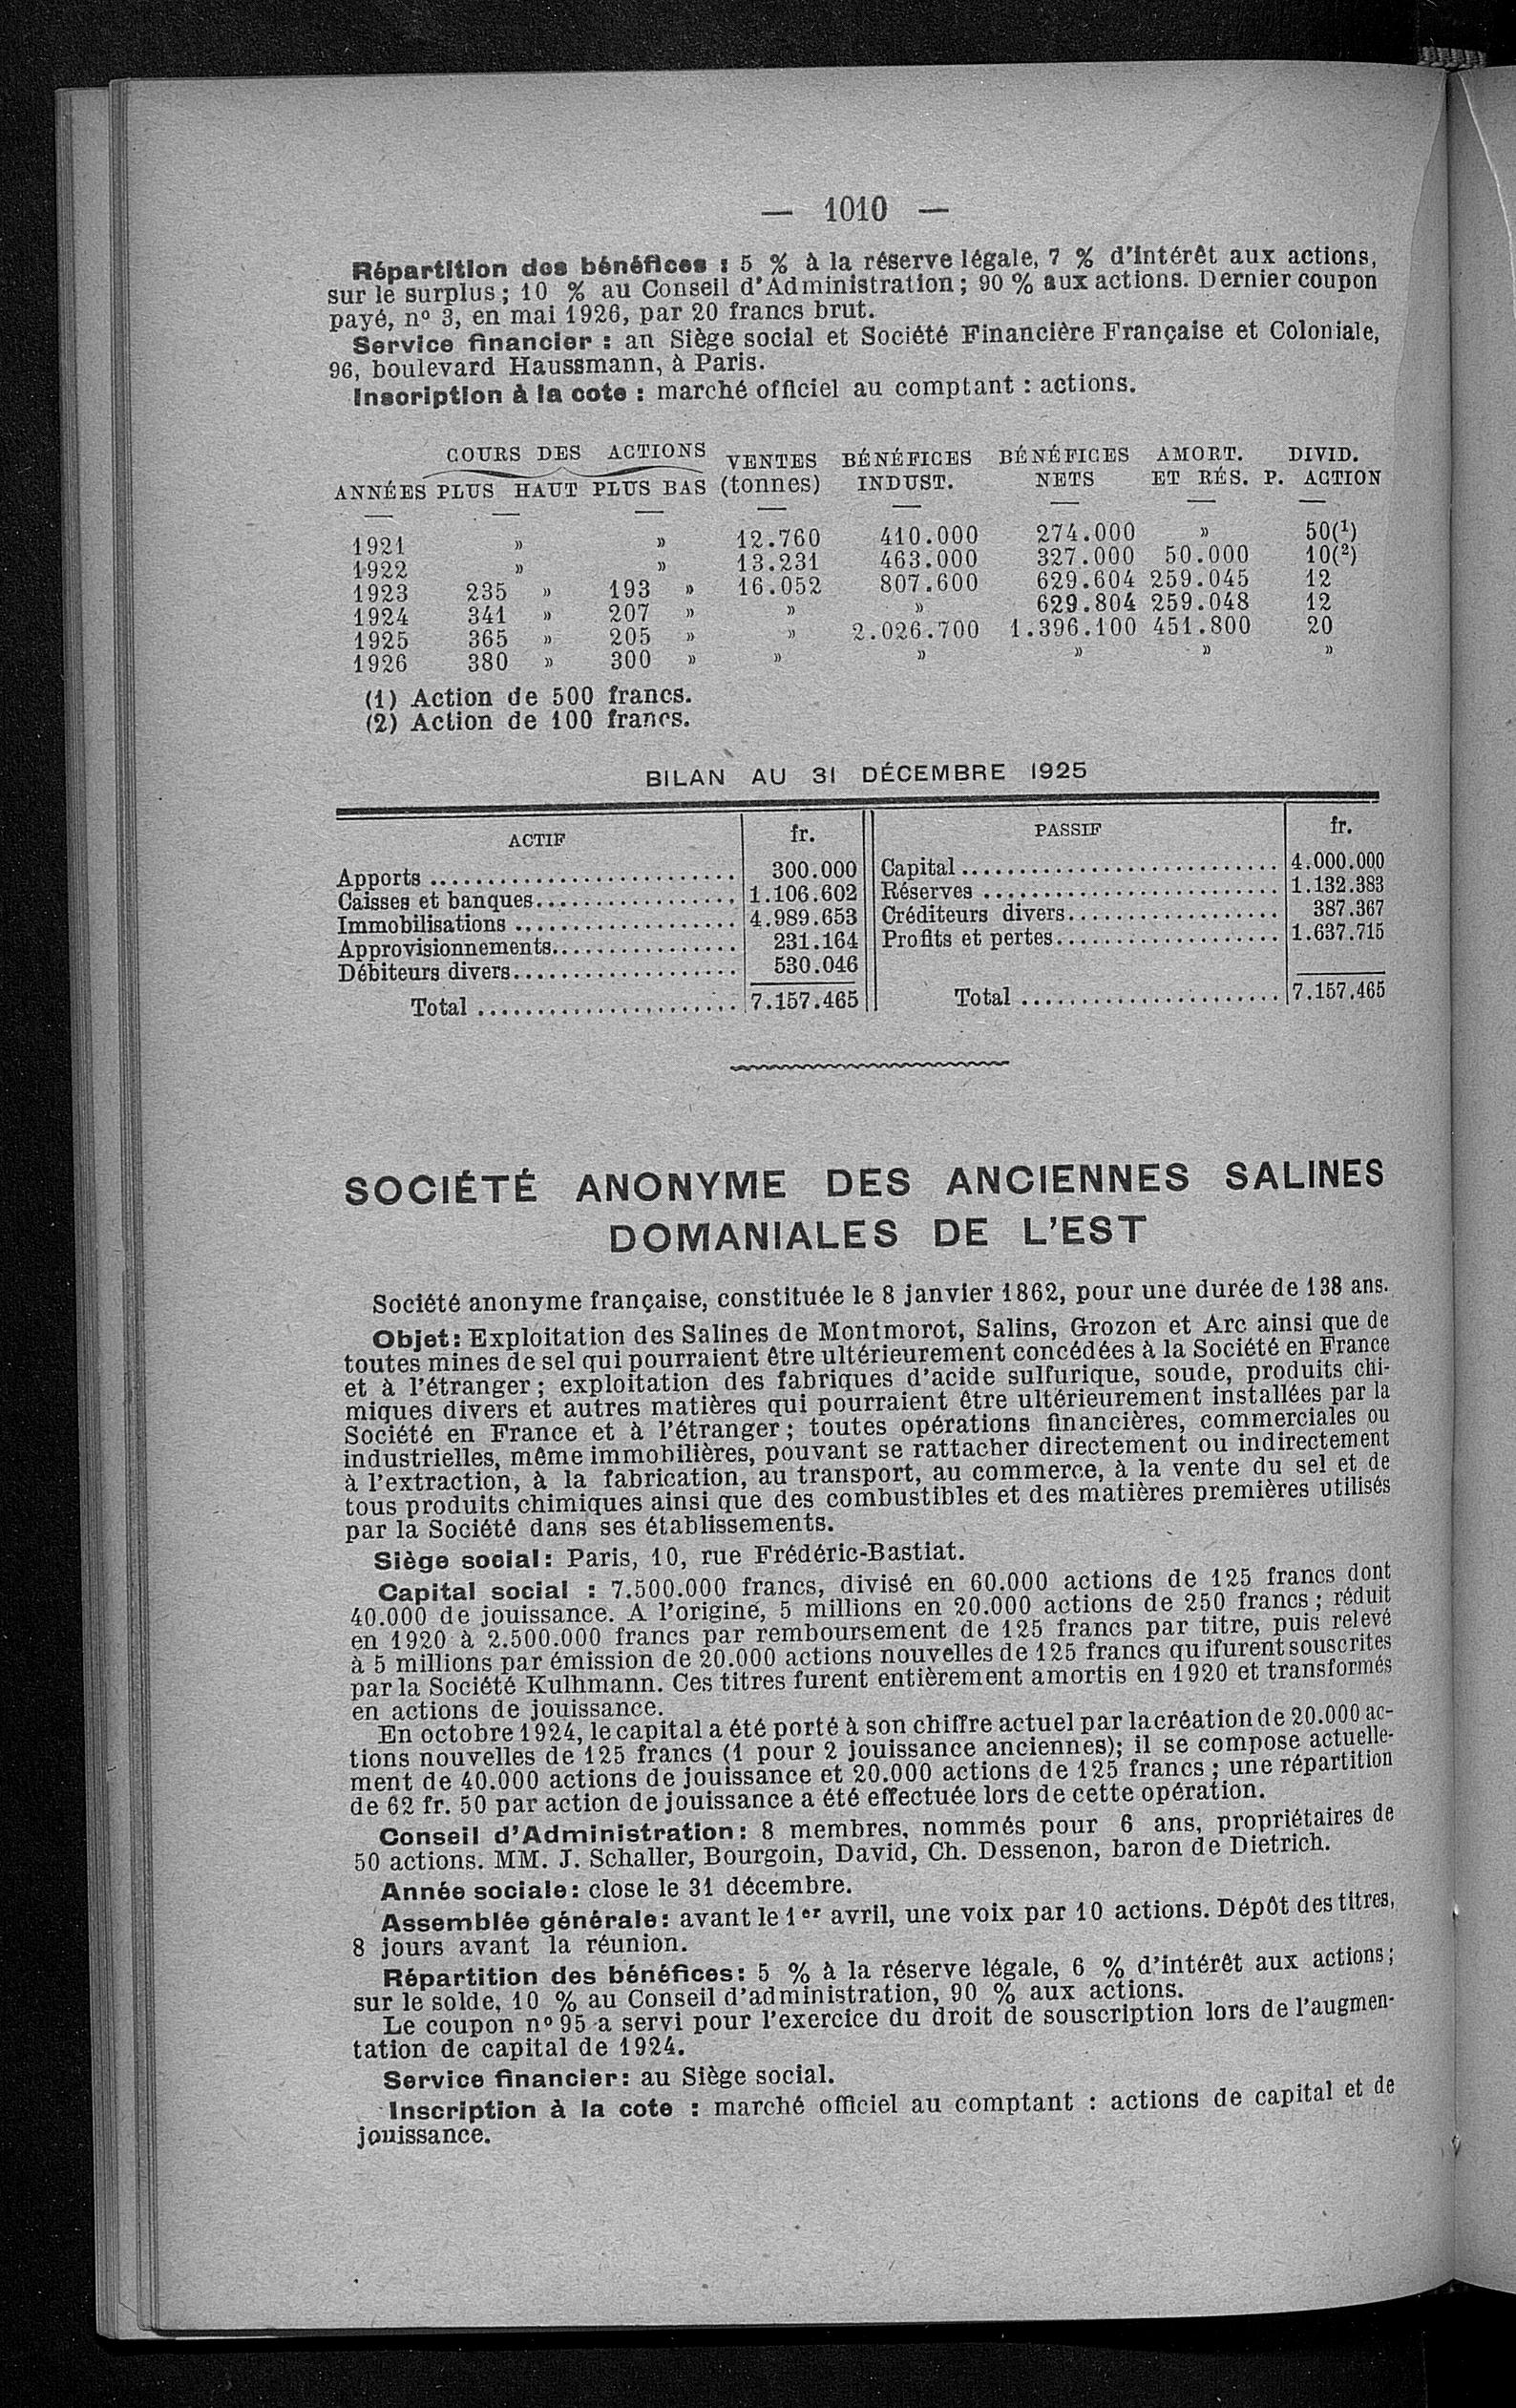 — 1010 —
Répartition des bénéfices : 5 % à la réserve légale, 7 % d'intérêt aux actions,
sur le surplus ; 10 % au Conseil d'Administration ; 90 % aux actions. Dernier coupon
payé, nº 3, en mai 1926, par 20 francs brut.
Service financier : au Siège social et Société Financière Française et Coloniale,
96, boulevard Haussmann, à Paris.
Inscription à la cote : marché officiel au comptant : actions.
COURS DES ACTIONS VENTES BÉNÉFICES BÉNÉFICES AMORT. DIVID.
ANNÉES PLUS HAUT PLUS BAS (tonnes) INDUST. NETS ET RÉS. P. ACTION
1921 » » 12.760 410.000 274.000 » 50(1)
1922 » » 13.231 463.000 327.000 50.000 10(2)
1923 235 » 193 » 16.052 807.600 629.604 259.045 12
1924 341 » 207 » » » 629.804 259.048 12
1925 365 » 205 » » 2.026.700 1.396.100 451.800 20
1926 380 » 300 » » » » » »
(1) Action de 500 francs.
(2) Action de 100 francs.
BILAN AU 31 DÉCEMBRE 1925
ACTIF fr. PASSIF fr.
Apports .......................... 300.000 Capital ........................... 4.000.000
Caisses et banques................. 1.106.602 Réserves ......................... 1.132.383
Immobilisations ................... 4.989.653 Créditeurs divers.................. 387.367
Approvisionnements................ 231.164 Profits et pertes................... 1.637.715
Débiteurs divers................... 530.046
Total ...................... 7.157.465 Total ...................... 7.157.465
SOCIÉTÉ ANONYME DES ANCIENNES SALINES
DOMANIALES DE L'EST
Société anonyme française, constituée le 8 janvier 1862, pour une durée de 138 ans.
Objet: Exploitation des Salines de Montmorot, Salins, Grozon et Arc ainsi que de
toutes mines de sel qui pourraient être ultérieurement concédées à la Société en France
et à l'étranger ; exploitation des fabriques d'acide sulfurique, soude, produits chi-
miques divers et autres matières qui pourraient être ultérieurement installées par la
Société en France et à l'étranger ; toutes opérations financières, commerciales ou
industrielles, même immobilières, pouvant se rattacher directement ou indirectement
à l'extraction, à la fabrication, au transport, au commerce, à la vente du sel et de
tous produits chimiques ainsi que des combustibles et des matières premières utilisés
par la Société dans ses établissements.
Siège social: Paris, 10, rue Frédéric-Bastiat.
Capital social : 7.500.000 francs, divisé en 60.000 actions de 125 francs dont
40.000 de jouissance. A l'origine, 5 millions en 20.000 actions de 250 francs ; réduit
en 1920 à 2.500.000 francs par remboursement de 125 francs par titre, puis relevé
à 5 millions par émission de 20.000 actions nouvelles de 125 francs qui furent souscrites
par la Société Kulhmann. Ces titres furent entièrement amortis en 1920 et transformés
en actions de jouissance.
En octobre 1924, le capital a été porté à son chiffre actuel par la création de 20.000 ac-
tions nouvelles de 125 francs (1 pour 2 jouissance anciennes); il se compose actuelle-
ment de 40.000 actions de jouissance et 20.000 actions de 125 francs ; une répartition
de 62 fr. 50 par action de jouissance a été effectuée lors de cette opération.
Conseil d'Administration: 8 membres, nommés pour 6 ans, propriétaires de
50 actions. MM. J. Schaller, Bourgoin, David, Ch. Dessenon, baron de Dietrich.
Année sociale: close le 31 décembre.
Assemblée générale: avant le 1er avril, une voix par 10 actions. Dépôt des titres,
8 jours avant la réunion.
Répartition des bénéfices: 5 % à la réserve légale, 6 % d'intérêt aux actions ;
sur le solde, 10 % au Conseil d'administration, 90 % aux actions.
Le coupon nº 95 a servi pour l'exercice du droit de souscription lors de l'augmen-
tation de capital de 1924.
Service financier: au Siège social.
Inscription à la cote : marché officiel au comptant : actions de capital et de
jouissance.